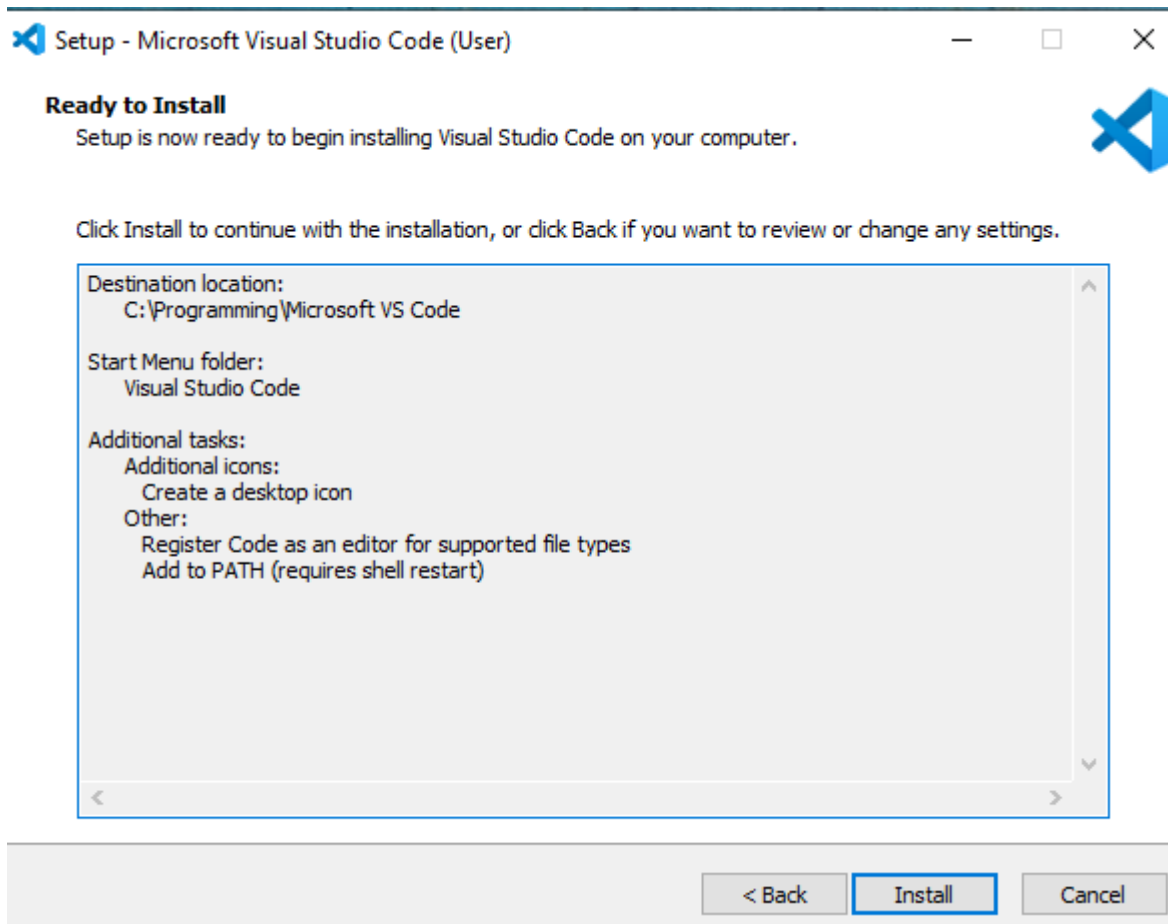 Setup - Microsoft Visual Studio Code (User)
Ready to Install
Setup is now ready to begin installing Visual Studio Code on your computer.
Click Install to continue with the installation, or click Back if you want to review or change any settings.
Destination location:
C:\Programming\Microsoft VS Code
Start Menu folder:
Visual Studio Code
Additional tasks:
Additional icons:
Create a desktop icon
Other:
Register Code as an editor for supported file types
Add to PATH (requires shell restart)
< Back Install Cancel